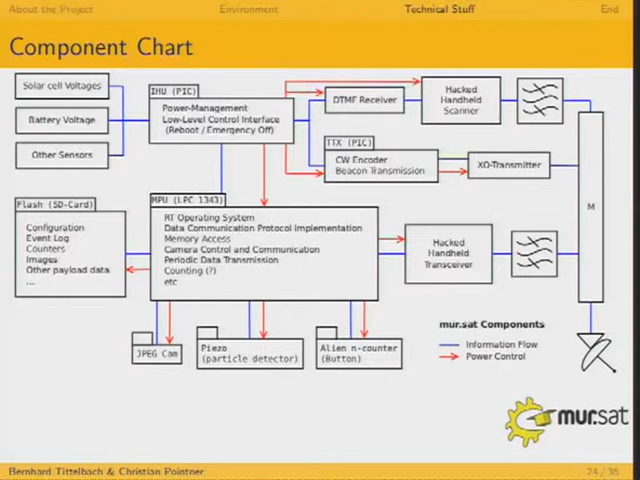 About the Project
Environment
Technical Stuff
End
Component Chart
Solar cell Voltages
Battery Voltage
Other Sensors
IHU (PIC)
Power-Management
Low-Level Control Interface
(Reboot / Emergency Off)
DTMF Receiver
Hacked
Handheld
Scanner
TTX (PIC)
CW Encoder
Beacon Transmission
XO-Transmitter
M
Flash (SD-Card)
Configuration
Event Log
Counters
Images
Other payload data
...
MPU (LPC 1343)
RT Operating System
Data Communication Protocol Implementation
Memory Access
Camera Control and Communication
Periodic Data Transmission
Counting (?)
etc
Hacked
Handheld
Transceiver
JPEG Cam
Piezo
(particle detector)
Alien n-counter
(Button)
mur.sat Components
Information Flow
Power Control
mur.sat
Bernhard Tittelbach & Christian Pointner
24 / 36